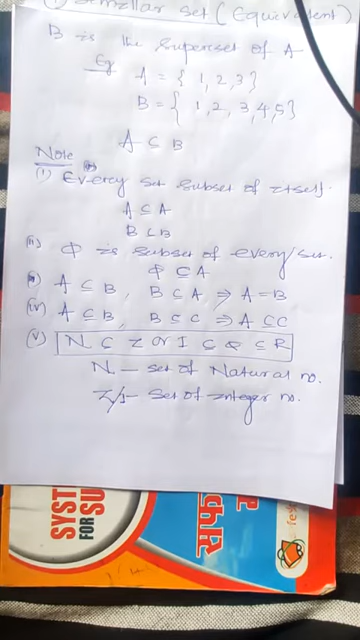 (i) Similar set (Equivalent)
B is the superset of A
Eg A = {1,2,3}
B = {1,2,3,4,5}
A ⊂ B
Note
(i) Every set subset of itself.
A ⊆ A
B ⊆ B
(ii) Φ is subset of every set.
Φ ⊆ A
A ⊆ B, B ⊆ A ⇒ A = B
(iv) A ⊆ B, B ⊆ C ⇒ A ⊆ C
(v) N ⊂ Z or I ⊆ Q ⊆ R
N - set of Natural no.
Z/I - Set of integer no.
SYST
FOR SU
सफ